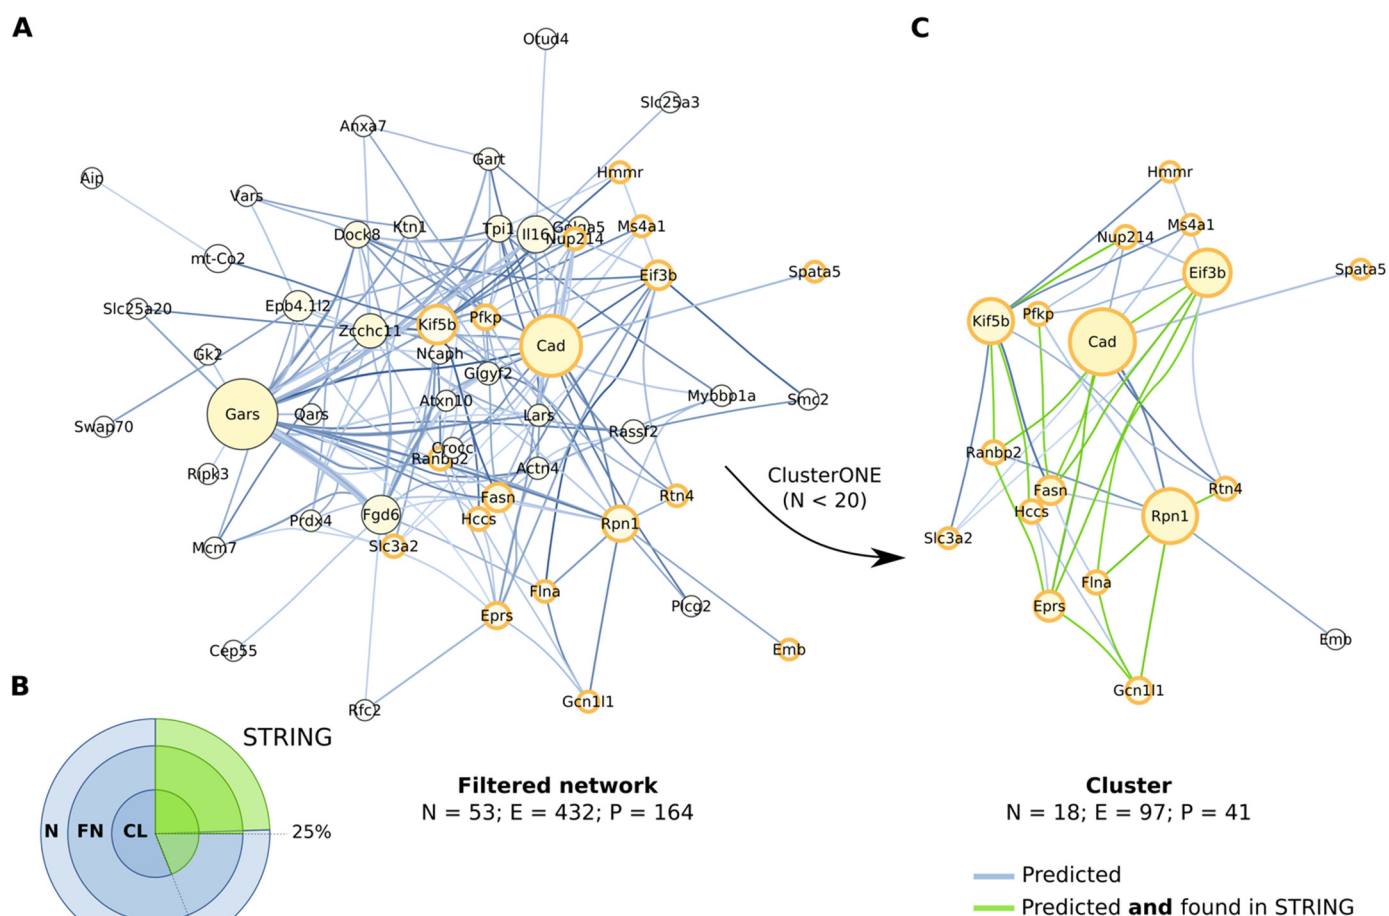 A
C
Otud4
Slc25a3
Anxa7
Gart
Hmmr
Aip
Vars
Dock8
Ktn1
Tpi1
Il16
Golga5
Nup214
Ms4a1
mt-Co2
Eif3b
Spata5
Slc25a20
Epb4.1l2
Zcchc11
Kif5b
Pfkp
Cad
Gk2
Ncaph
Gigyf2
Swap70
Gars
Qars
Atxn10
Lars
Mybbp1a
Smc2
Rassf2
Crocc
Ranbp2
Actn4
Ripk3
Fasn
Rtn4
Prdx4
Fgd6
Hccs
Rpn1
Mcm7
Slc3a2
Flna
Plcg2
Eprs
Cep55
Emb
Rfc2
Gcn1l1
ClusterONE
(N < 20)
Hmmr
Nup214
Ms4a1
Eif3b
Spata5
Kif5b
Pfkp
Cad
Ranbp2
Fasn
Rtn4
Hccs
Rpn1
Slc3a2
Flna
Eprs
Emb
Gcn1l1
B
STRING
N
FN
CL
25%
Filtered network
N = 53; E = 432; P = 164
Cluster
N = 18; E = 97; P = 41
Predicted
Predicted and found in STRING